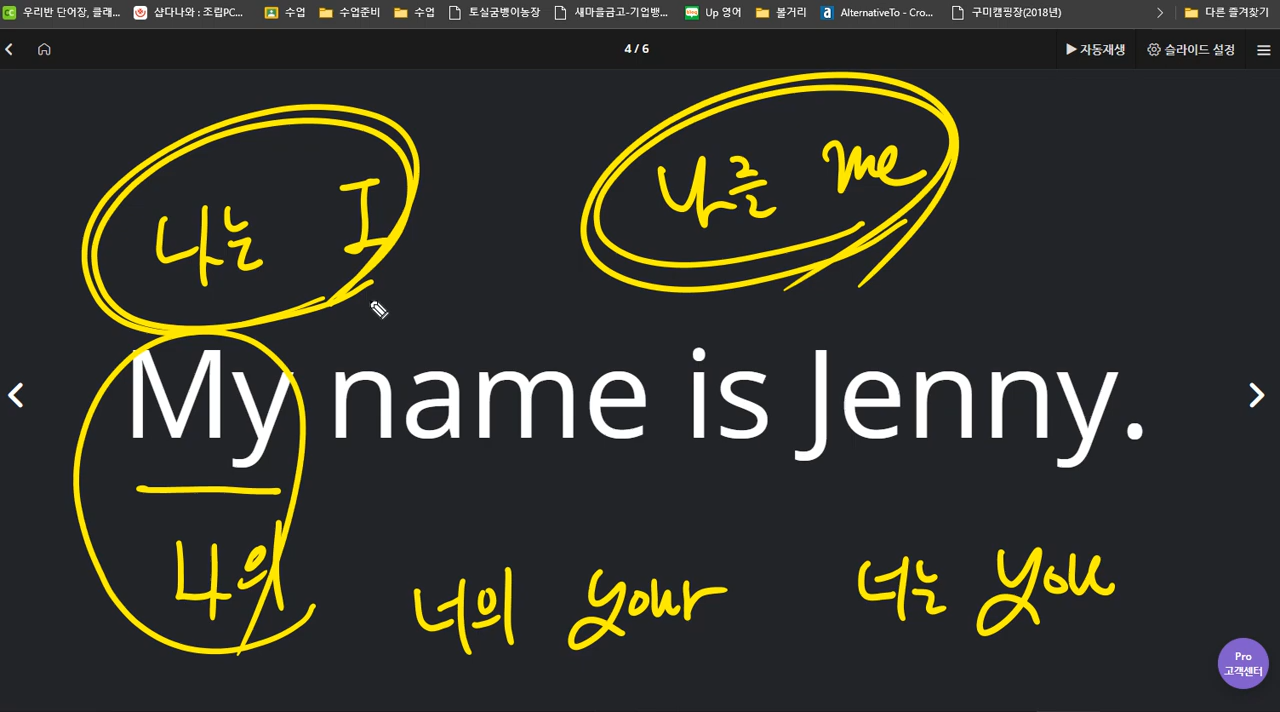 우리반 단어장, 클래... 샵다나와 : 조립PC... 수업 수업준비 수업 토실굼벵이농장 새마을금고-기업뱅... Up 영어 볼거리 AlternativeTo - Cro... 구미캠핑장(2018년) 다른 즐겨찾기
4 / 6 자동재생 슬라이드 설정
나는 I 나를 me
My name is Jenny.
나의 너의 your 너는 you
Pro
고객센터